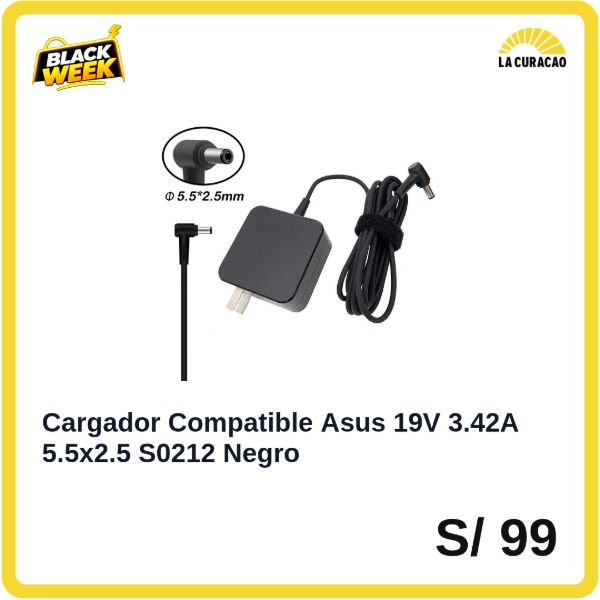 BLACK
WEEK
LA CURACAO
Φ 5.5*2.5mm
Cargador Compatible Asus 19V 3.42A
5.5x2.5 S0212 Negro
S/ 99